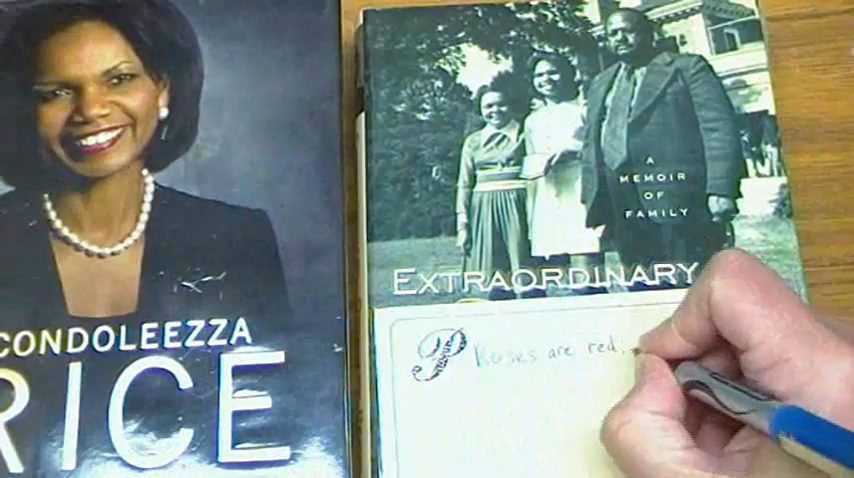 CONDOLEEZZA
RICE
A
MEMOIR
OF
FAMILY
EXTRAORDINARY
P Roses are red.